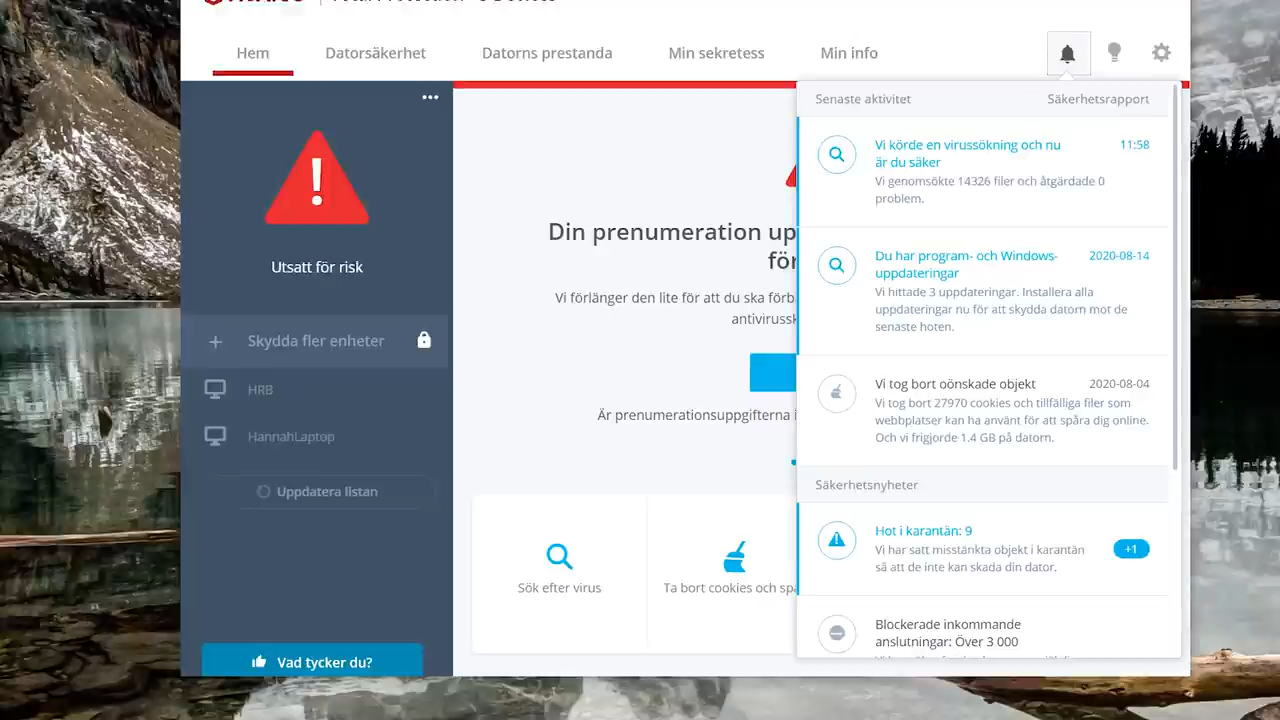 Hem
Datorsäkerhet
Datorns prestanda
Min sekretess
Min info
Utsatt för risk
Skydda fler enheter
HRB
HannahLaptop
Uppdatera listan
Vad tycker du?
Din prenumeration up
för
Vi förlänger den lite för att du ska förb
antivirussk
Är prenumerationsuppgifterna i
Sök efter virus
Ta bort cookies och spå
Senaste aktivitet
Säkerhetsrapport
Vi körde en virussökning och nu
är du säker
11:58
Vi genomsökte 14326 filer och åtgärdade 0
problem.
Du har program- och Windows-
uppdateringar
2020-08-14
Vi hittade 3 uppdateringar. Installera alla
uppdateringar nu för att skydda datorn mot de
senaste hoten.
Vi tog bort oönskade objekt
2020-08-04
Vi tog bort 27970 cookies och tillfälliga filer som
webbplatser kan ha använt för att spåra dig online.
Och vi frigjorde 1.4 GB på datorn.
Säkerhetsnyheter
Hot i karantän: 9
Vi har satt misstänkta objekt i karantän
så att de inte kan skada din dator.
+1
Blockerade inkommande
anslutningar: Över 3 000